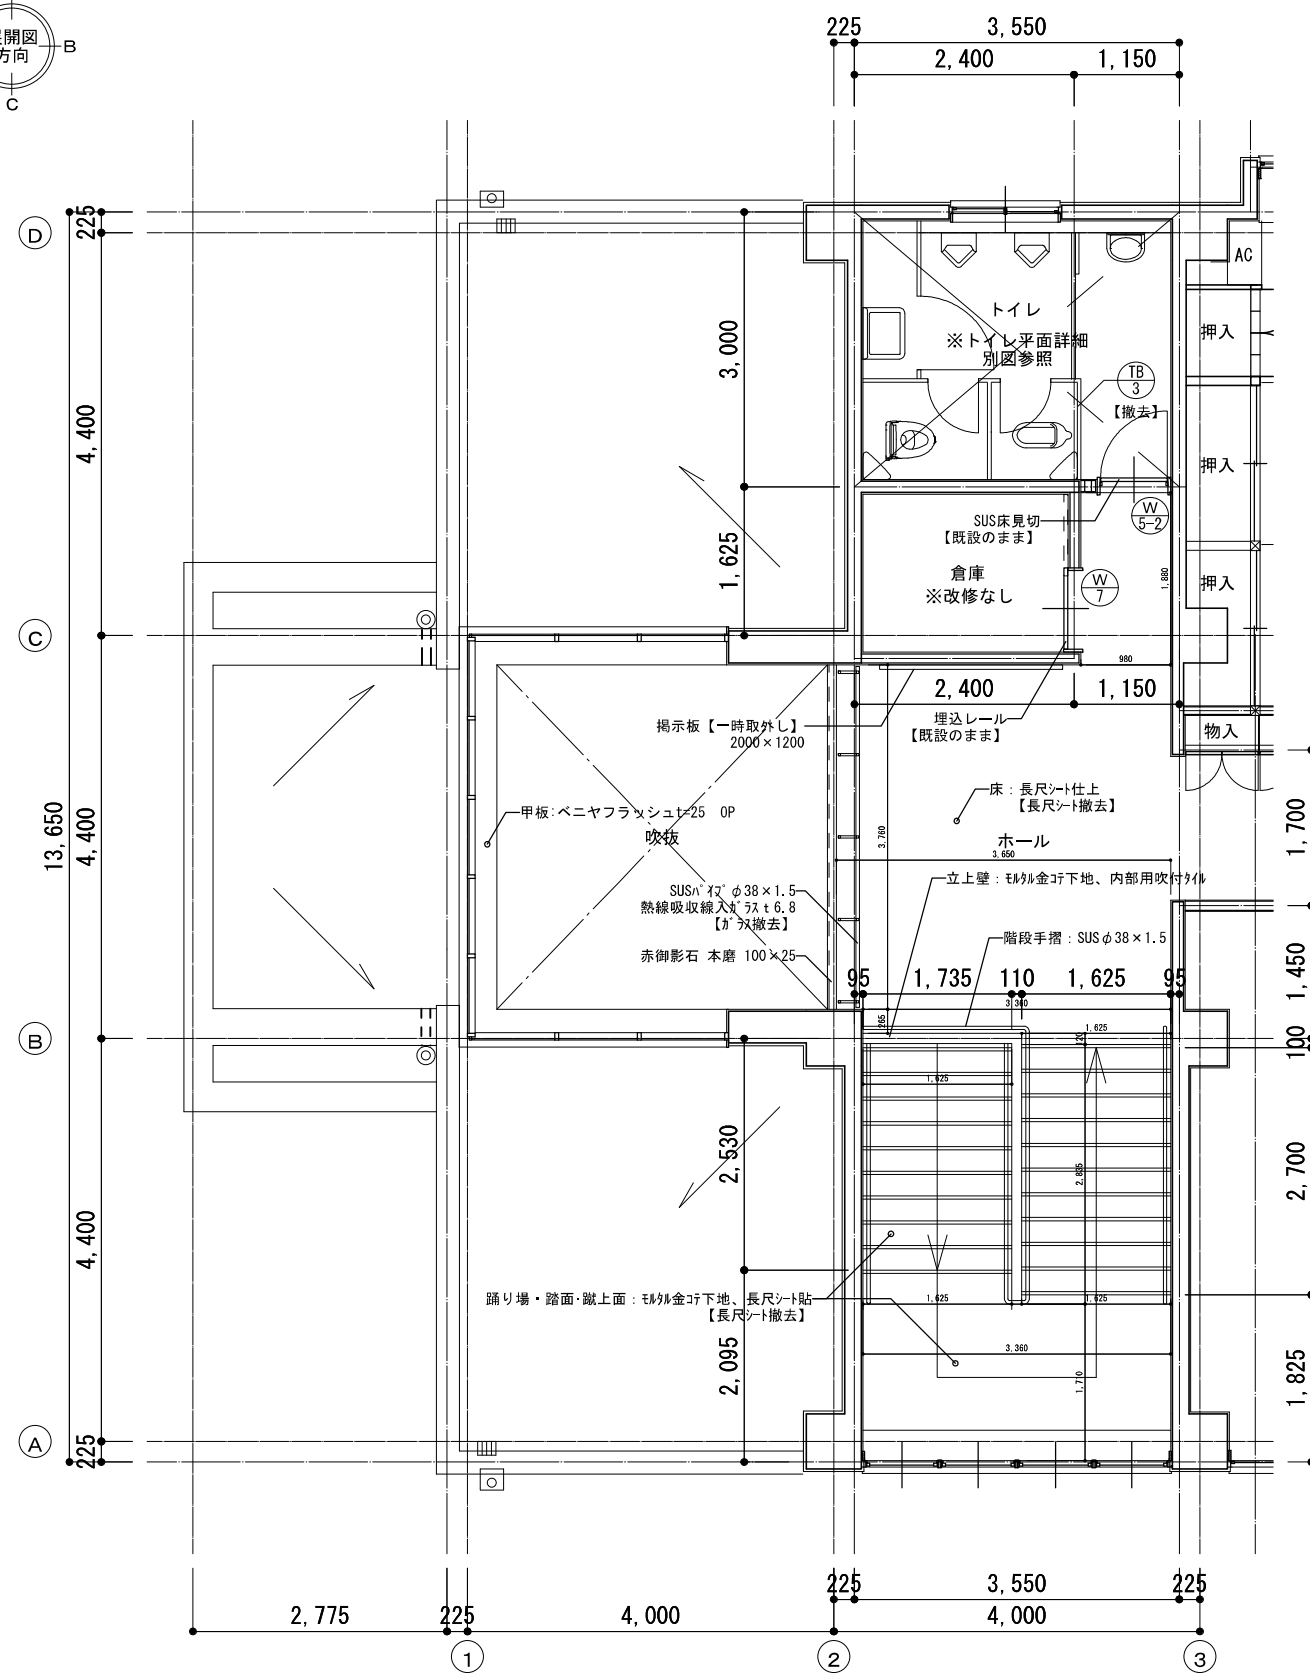 展開図
方向
B
C
225
3,550
2,400
1,150
D
225
4,400
C
13,650
4,400
B
4,400
A
225
3,000
1,625
トイレ
※トイレ平面詳細
別図参照
TB
3
【撤去】
AC
押入
押入
押入
物入
SUS床見切
【既設のまま】
W
5-2
倉庫
※改修なし
W
7
1,880
980
2,400
1,150
掲示板【一時取外し】
2000×1200
埋込レール
【既設のまま】
床：長尺シート仕上
【長尺シート撤去】
甲板:ベニヤフラッシュt=25 OP
吹抜
3,760
ホール
3,650
立上壁：モルタル金コテ下地、内部用吹付タイル
SUSパイプφ38×1.5
熱線吸収線入ガラスt6.8
【ガラス撤去】
階段手摺：SUSφ38×1.5
赤御影石 本磨 100×25
95
1,735
110
1,625
95
3,360
265
1,625
120
1,625
1,700
1,450
100
2,700
1,825
2,530
2,835
踊り場・踏面・蹴上面：モルタル金コテ下地、長尺シート貼
【長尺シート撤去】
1,625
1,625
2,095
3,360
1,710
225
3,550
225
2,775
225
4,000
4,000
1
2
3